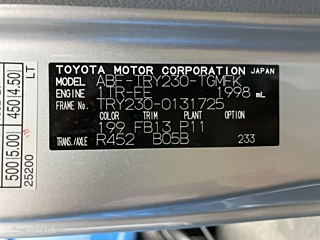 TOYOTA MOTOR CORPORATION JAPAN
MODEL ABF-TRY230-TGMFK
ENGINE 1TR-FE 1998 mL
FRAME NO. TRY230-0131725
COLOR TRIM PLANT OPTION
199 FB13 P11
TRANS./AXLE R452 B05B 233
500(5.00) 450(4.50)
25200 LT